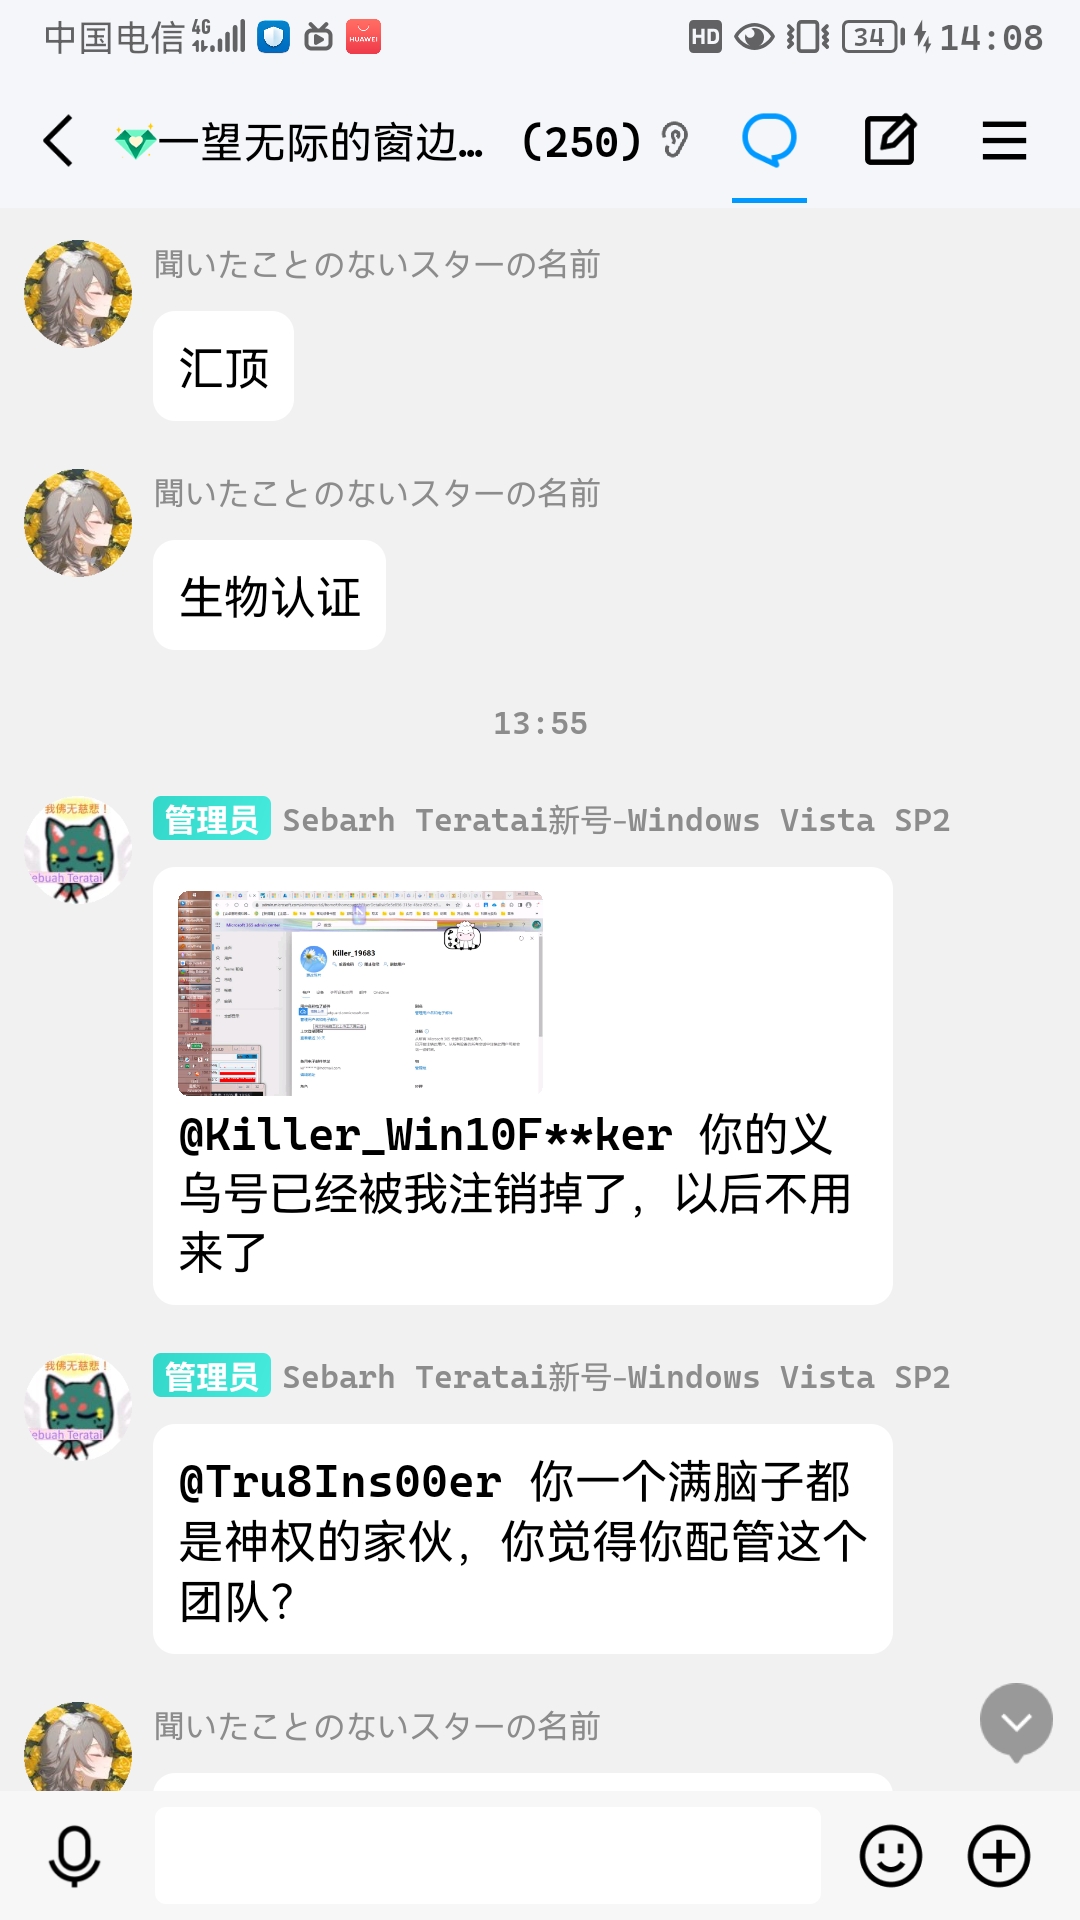 中国电信 4G HUAWEI HD 34 14:08
一望无际的窗边… (250)
聞いたことのないスターの名前
汇顶
聞いたことのないスターの名前
生物认证
13:55
我佛无慈悲！
ebuah Teratai
管理员 Sebarh Teratai新号-Windows Vista SP2
Microsoft 365 admin center
Killer_19683
@Killer_Win10F**ker 你的义
乌号已经被我注销掉了，以后不用
来了
我佛无慈悲！
ebuah Teratai
管理员 Sebarh Teratai新号-Windows Vista SP2
@Tru8Ins00er 你一个满脑子都
是神权的家伙，你觉得你配管这个
团队？
聞いたことのないスターの名前